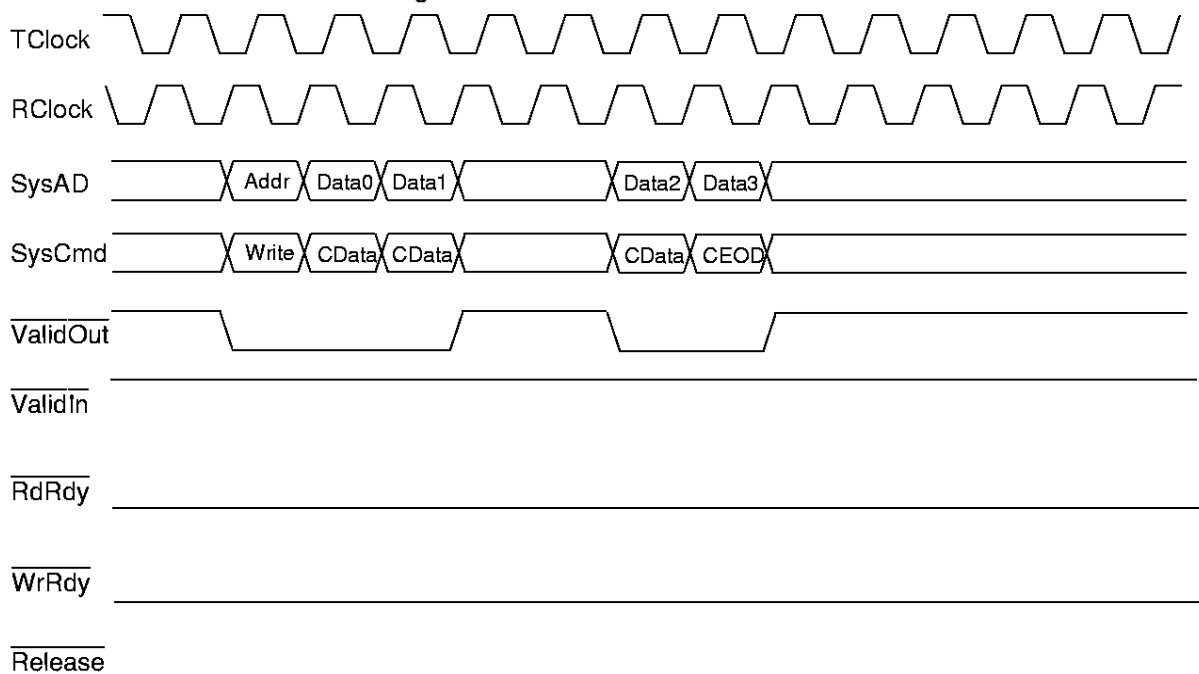 TClock
RClock
SysAD Addr Data0 Data1 Data2 Data3
SysCmd Write CData CData CData CEOD
ValidOut
ValidIn
RdRdy
WrRdy
Release